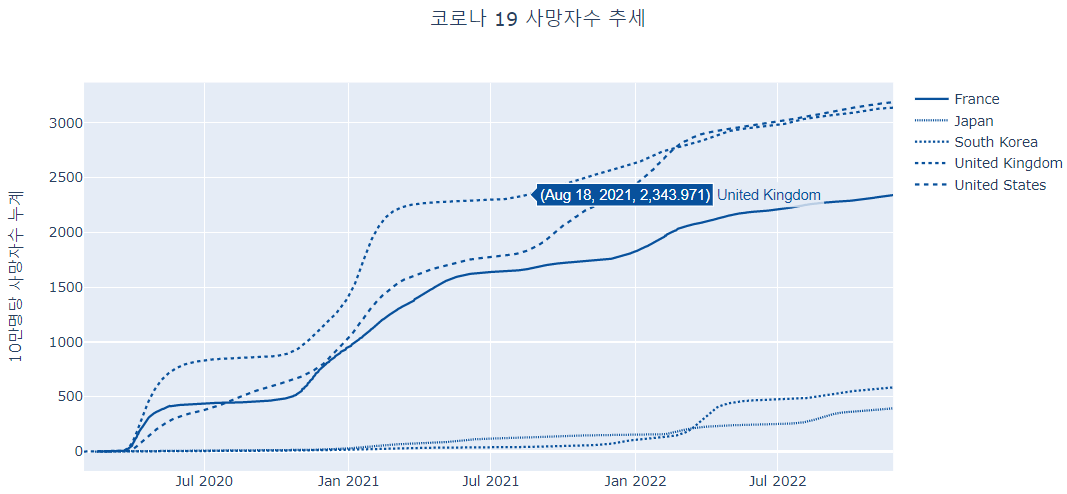 코로나 19 사망자수 추세
10만명당 사망자수 누계
3000
2500
2000
1500
1000
500
0
Jul 2020
Jan 2021
Jul 2021
Jan 2022
Jul 2022
(Aug 18, 2021, 2,343.971) United Kingdom
France
Japan
South Korea
United Kingdom
United States